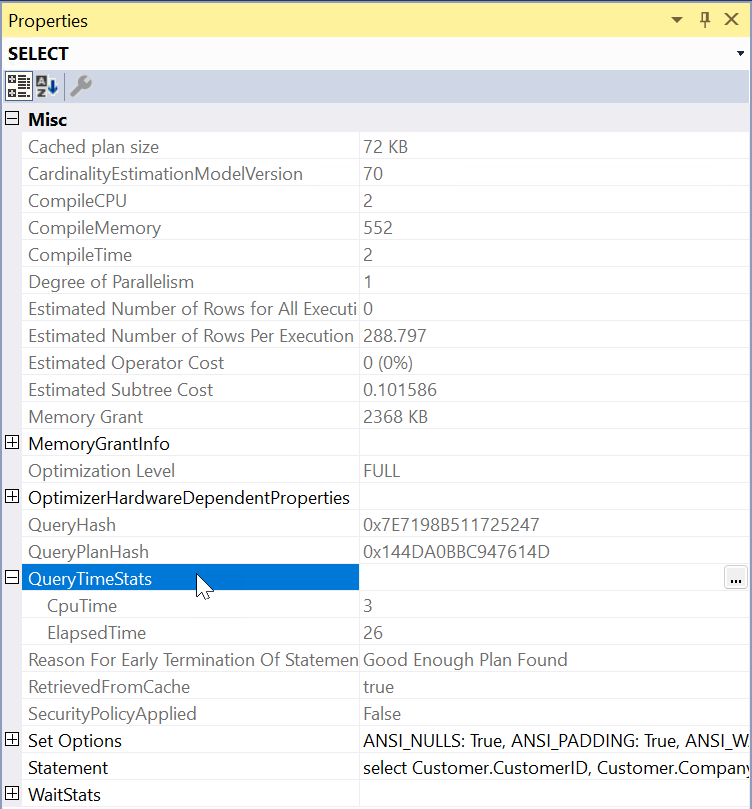 Properties
SELECT
Misc
Cached plan size 72 KB
CardinalityEstimationModelVersion 70
CompileCPU 2
CompileMemory 552
CompileTime 2
Degree of Parallelism 1
Estimated Number of Rows for All Executi 0
Estimated Number of Rows Per Execution 288.797
Estimated Operator Cost 0 (0%)
Estimated Subtree Cost 0.101586
Memory Grant 2368 KB
MemoryGrantInfo
Optimization Level FULL
OptimizerHardwareDependentProperties
QueryHash 0x7E7198B511725247
QueryPlanHash 0x144DA0BBC947614D
QueryTimeStats ...
CpuTime 3
ElapsedTime 26
Reason For Early Termination Of Statemen Good Enough Plan Found
RetrievedFromCache true
SecurityPolicyApplied False
Set Options ANSI_NULLS: True, ANSI_PADDING: True, ANSI_WA
Statement select Customer.CustomerID, Customer.Company
WaitStats